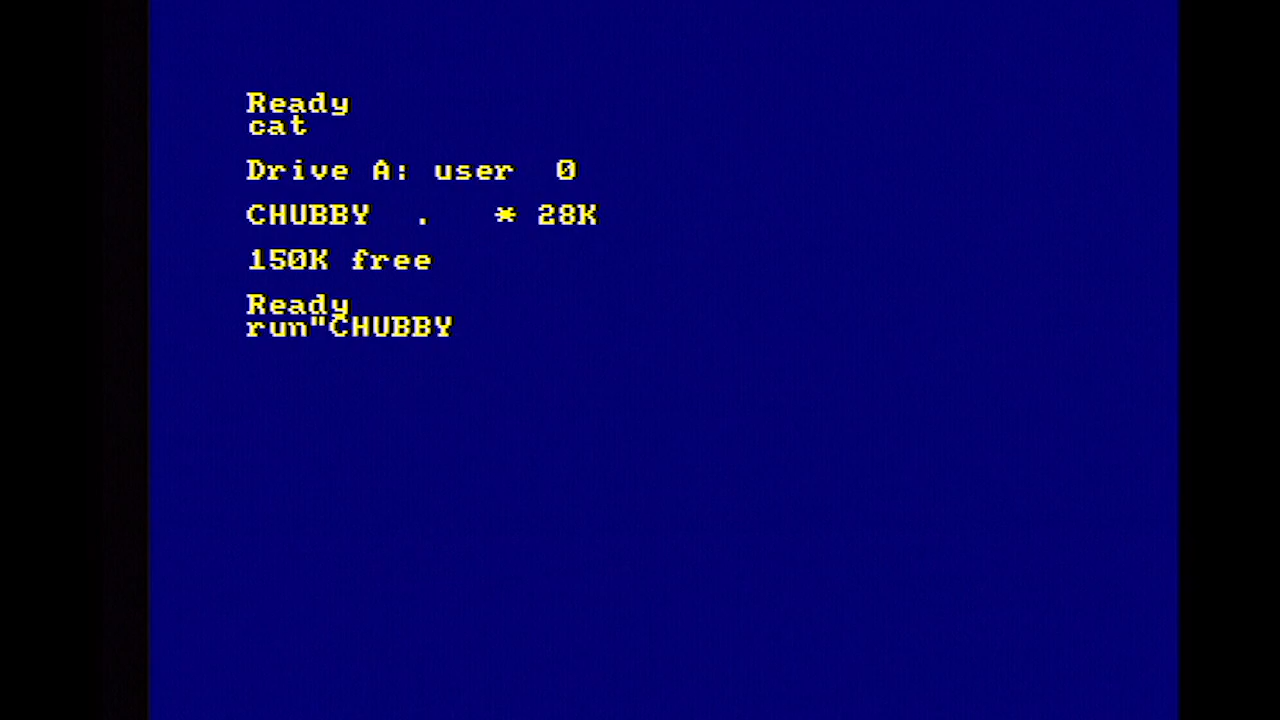 Ready
cat
Drive A: user  0
CHUBBY  .   * 28K
150K free
Ready
run"CHUBBY